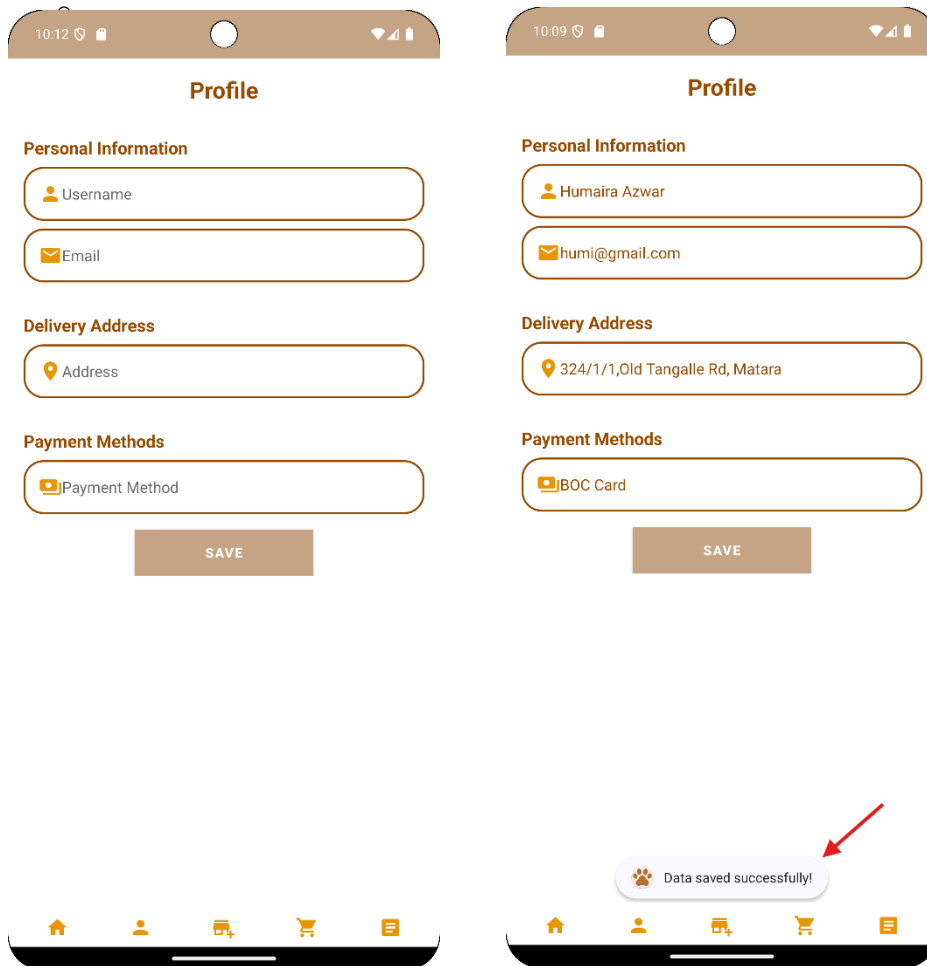 10:12
Profile
Personal Information
Username
Email
Delivery Address
Address
Payment Methods
Payment Method
SAVE
10:09
Profile
Personal Information
Humaira Azwar
humi@gmail.com
Delivery Address
324/1/1,Old Tangalle Rd, Matara
Payment Methods
BOC Card
SAVE
Data saved successfully!